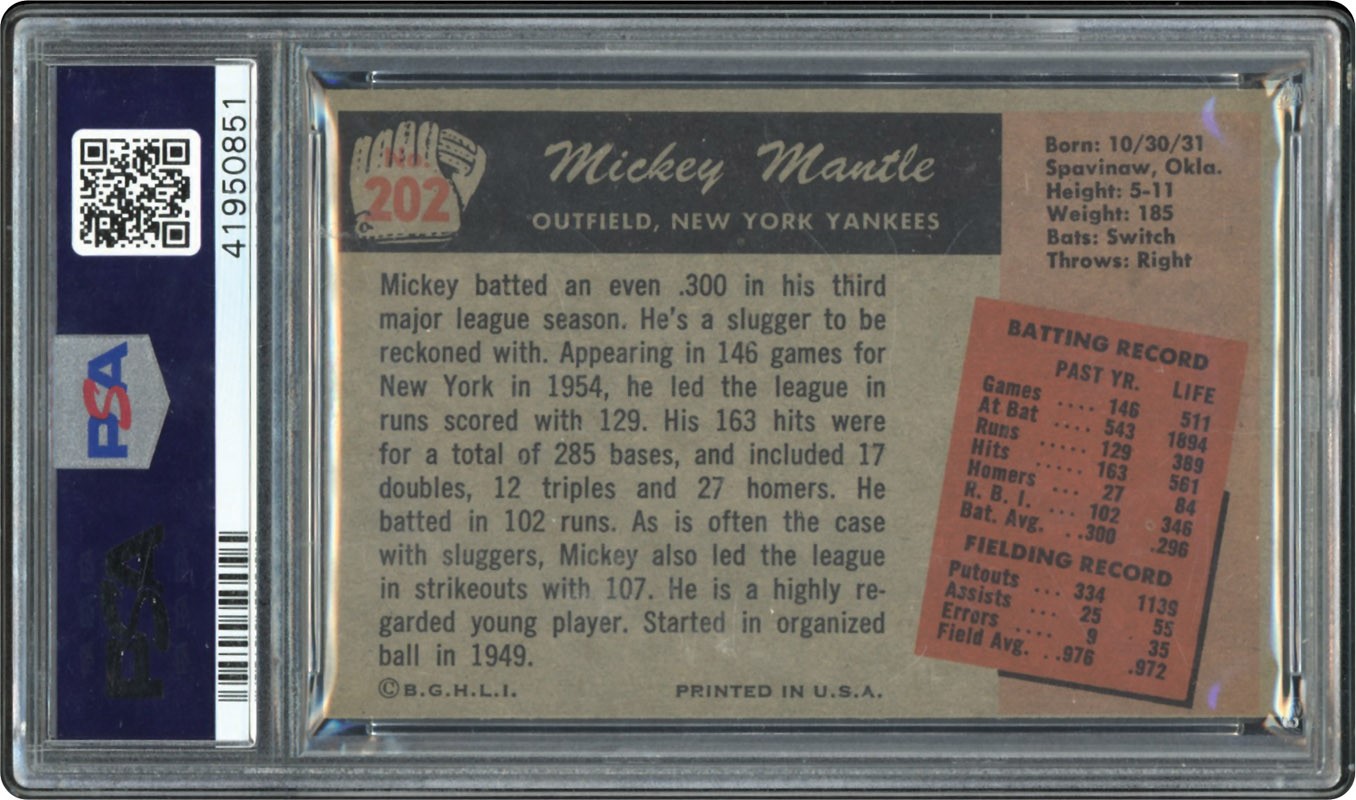 41950851
PSA
PSA
No.
202
Mickey Mantle
OUTFIELD, NEW YORK YANKEES
Mickey batted an even .300 in his third
major league season. He's a slugger to be
reckoned with. Appearing in 146 games for
New York in 1954, he led the league in
runs scored with 129. His 163 hits were
for a total of 285 bases, and included 17
doubles, 12 triples and 27 homers. He
batted in 102 runs. As is often the case
with sluggers, Mickey also led the league
in strikeouts with 107. He is a highly re-
garded young player. Started in organized
ball in 1949.
©B.G.H.L.I. PRINTED IN U.S.A.
Born: 10/30/31
Spavinaw, Okla.
Height: 5-11
Weight: 185
Bats: Switch
Throws: Right
BATTING RECORD
PAST YR. LIFE
Games .... 146 511
At Bat .... 543 1894
Runs ..... 129 389
Hits ..... 163 561
Homers ... 27 84
R. B. I. ... 102 346
Bat. Avg. ..300 .296
FIELDING RECORD
Putouts ... 334 1139
Assists ... 25 55
Errors .... 9 35
Field Avg. ..976 .972